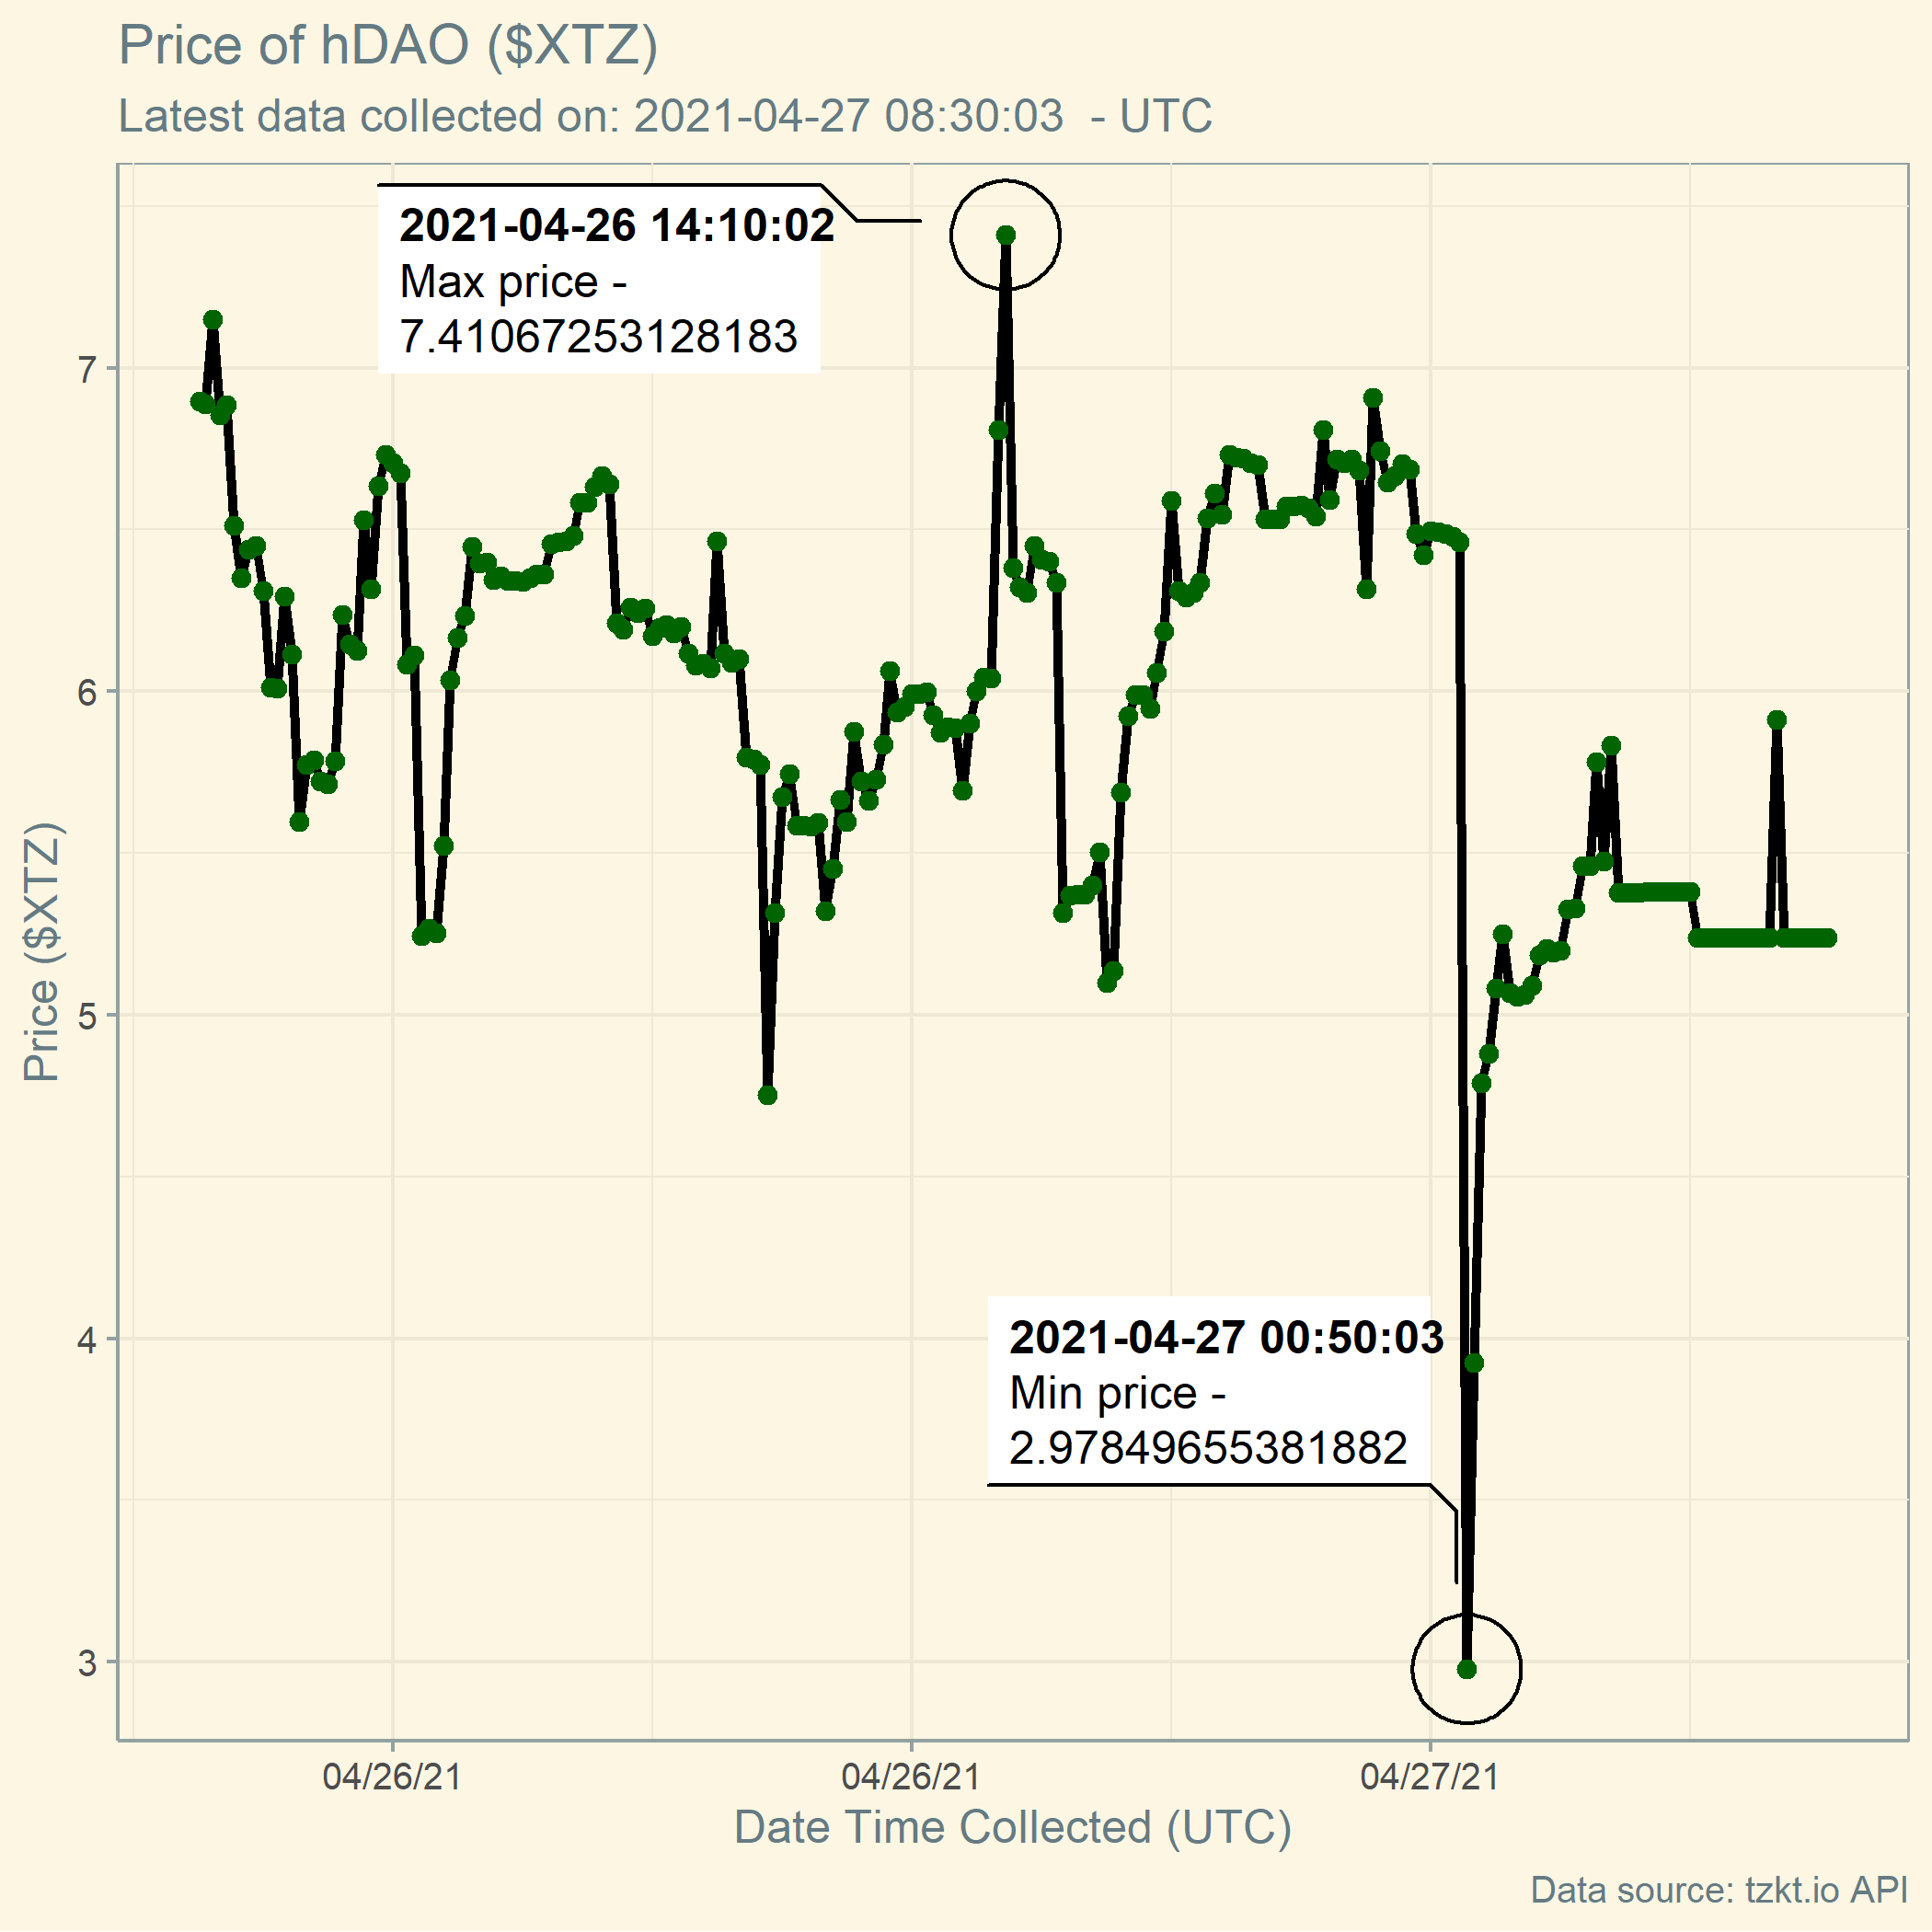 Price of hDAO ($XTZ)
Latest data collected on: 2021-04-27 08:30:03  - UTC
2021-04-26 14:10:02
Max price -
7.41067253128183
7
6
5
4
3
Price ($XTZ)
2021-04-27 00:50:03
Min price -
2.97849655381882
04/26/21
04/26/21
04/27/21
Date Time Collected (UTC)
Data source: tzkt.io API